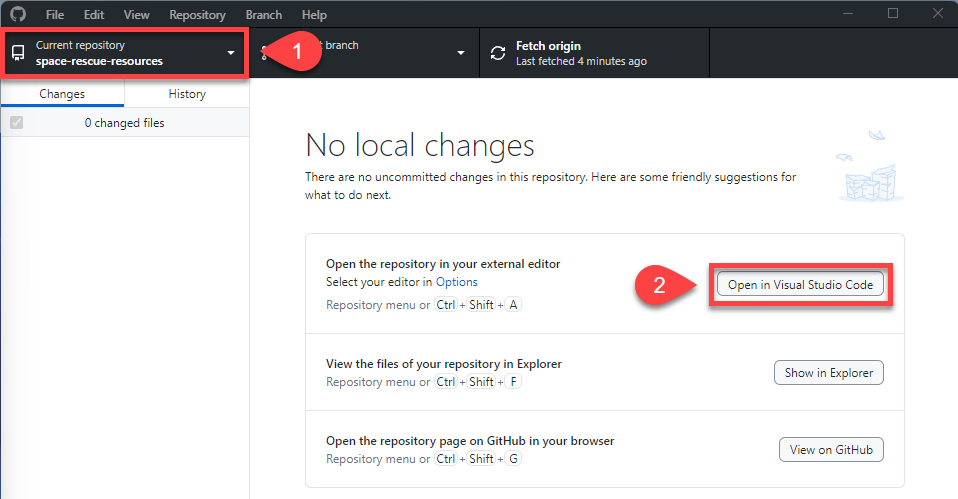 File Edit View Repository Branch Help
Current repository
space-rescue-resources
1
branch
Fetch origin
Last fetched 4 minutes ago
Changes History
0 changed files
No local changes
There are no uncommitted changes in this repository. Here are some friendly suggestions for
what to do next.
Open the repository in your external editor
Select your editor in Options
Repository menu or Ctrl + Shift + A
2
Open in Visual Studio Code
View the files of your repository in Explorer
Repository menu or Ctrl + Shift + F
Show in Explorer
Open the repository page on GitHub in your browser
Repository menu or Ctrl + Shift + G
View on GitHub